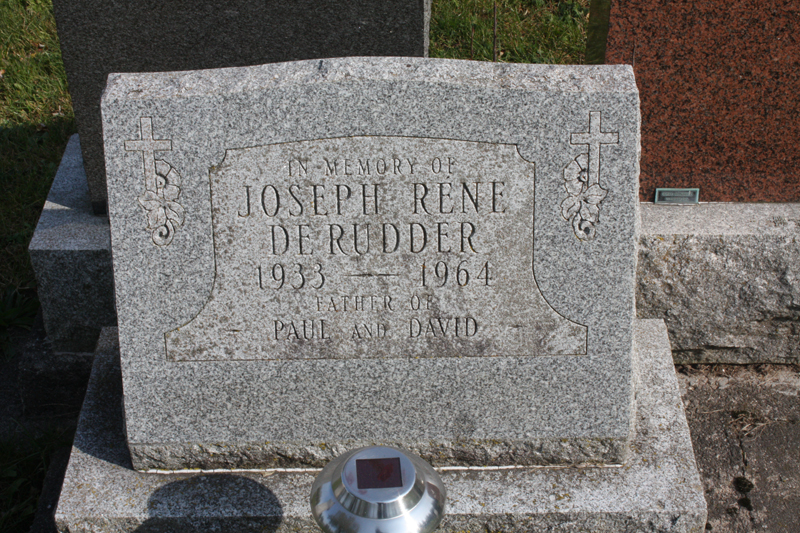 IN MEMORY OF
JOSEPH RENE
DE RUDDER
1933 — 1964
FATHER OF
PAUL AND DAVID